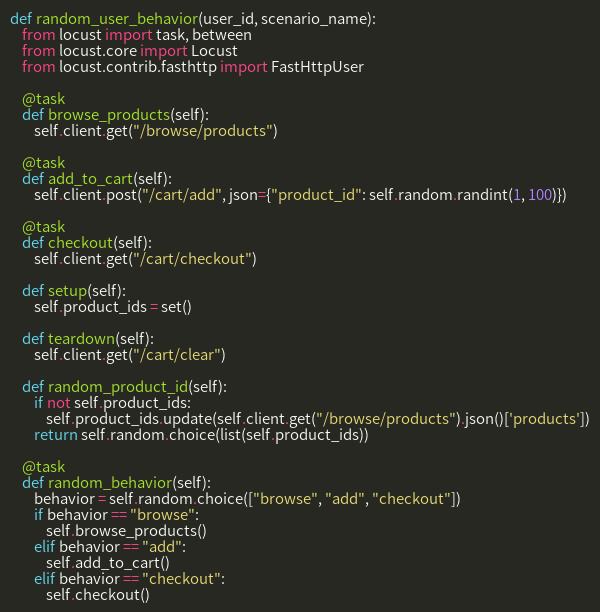 def random_user_behavior(user_id, scenario_name):
    from locust import task, between
    from locust.core import Locust
    from locust.contrib.fasthttp import FastHttpUser

    @task
    def browse_products(self):
        self.client.get("/browse/products")

    @task
    def add_to_cart(self):
        self.client.post("/cart/add", json={"product_id": self.random.randint(1, 100)})

    @task
    def checkout(self):
        self.client.get("/cart/checkout")

    def setup(self):
        self.product_ids = set()

    def teardown(self):
        self.client.get("/cart/clear")

    def random_product_id(self):
        if not self.product_ids:
            self.product_ids.update(self.client.get("/browse/products").json()['products'])
        return self.random.choice(list(self.product_ids))

    @task
    def random_behavior(self):
        behavior = self.random.choice(["browse", "add", "checkout"])
        if behavior == "browse":
            self.browse_products()
        elif behavior == "add":
            self.add_to_cart()
        elif behavior == "checkout":
            self.checkout()